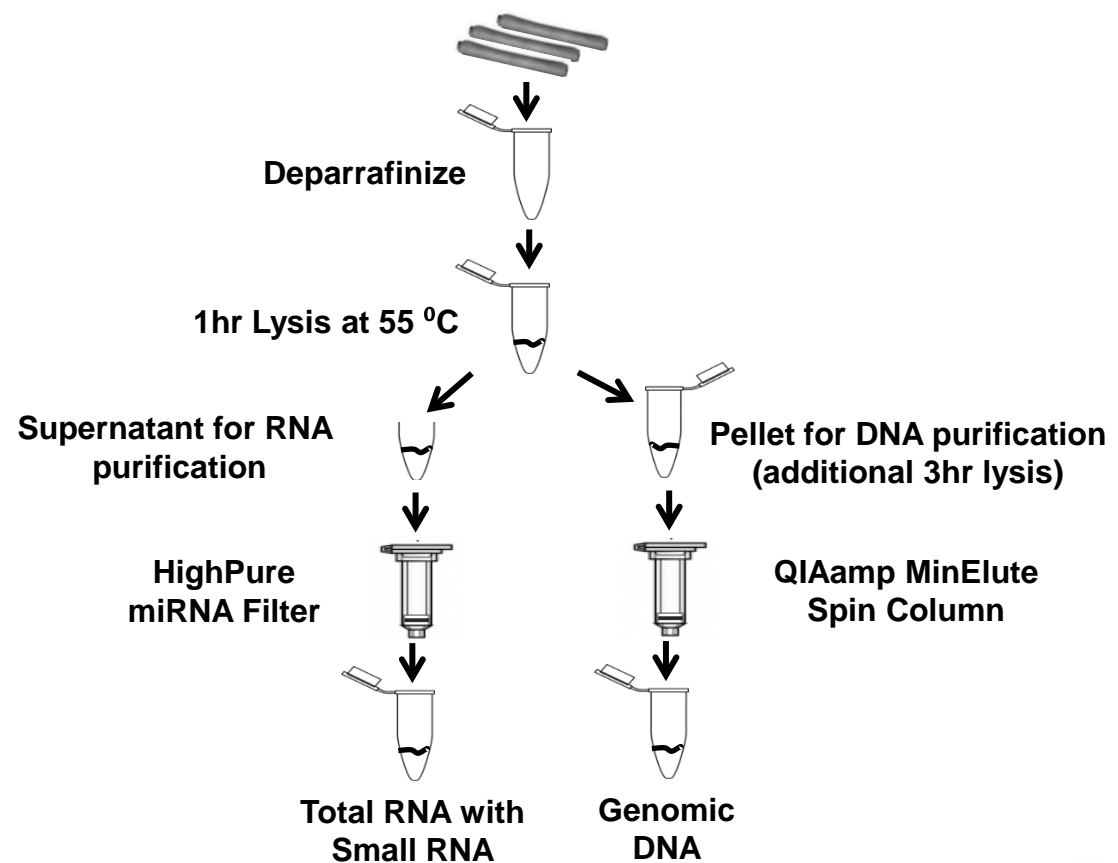 Deparrafinize
1hr Lysis at 55 ⁰C
Supernatant for RNA
purification
Pellet for DNA purification
(additional 3hr lysis)
HighPure
miRNA Filter
QIAamp MinElute
Spin Column
Total RNA with
Small RNA
Genomic
DNA